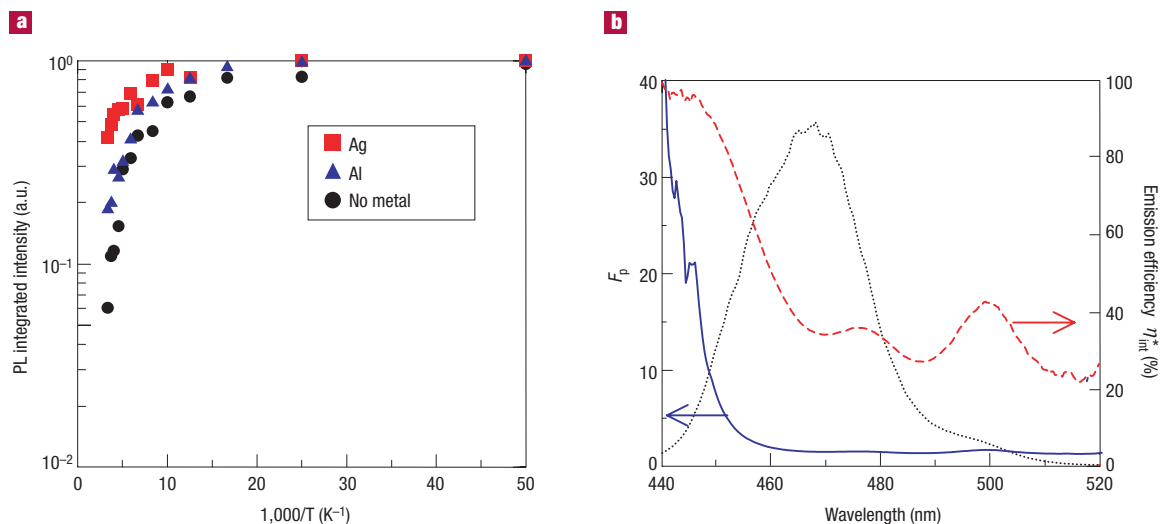 a
PL integrated intensity (a.u.)
10⁰
10⁻¹
10⁻²
Ag
Al
No metal
0 10 20 30 40 50
1,000/T (K⁻¹)
b
Fₚ
40
30
20
10
0
100
80
60
40
20
0
Emission efficiency η*ᵢₙₜ (%)
440 460 480 500 520
Wavelength (nm)